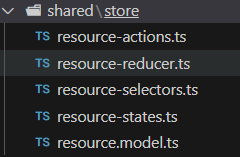 shared\store
TS resource-actions.ts
TS resource-reducer.ts
TS resource-selectors.ts
TS resource-states.ts
TS resource.model.ts